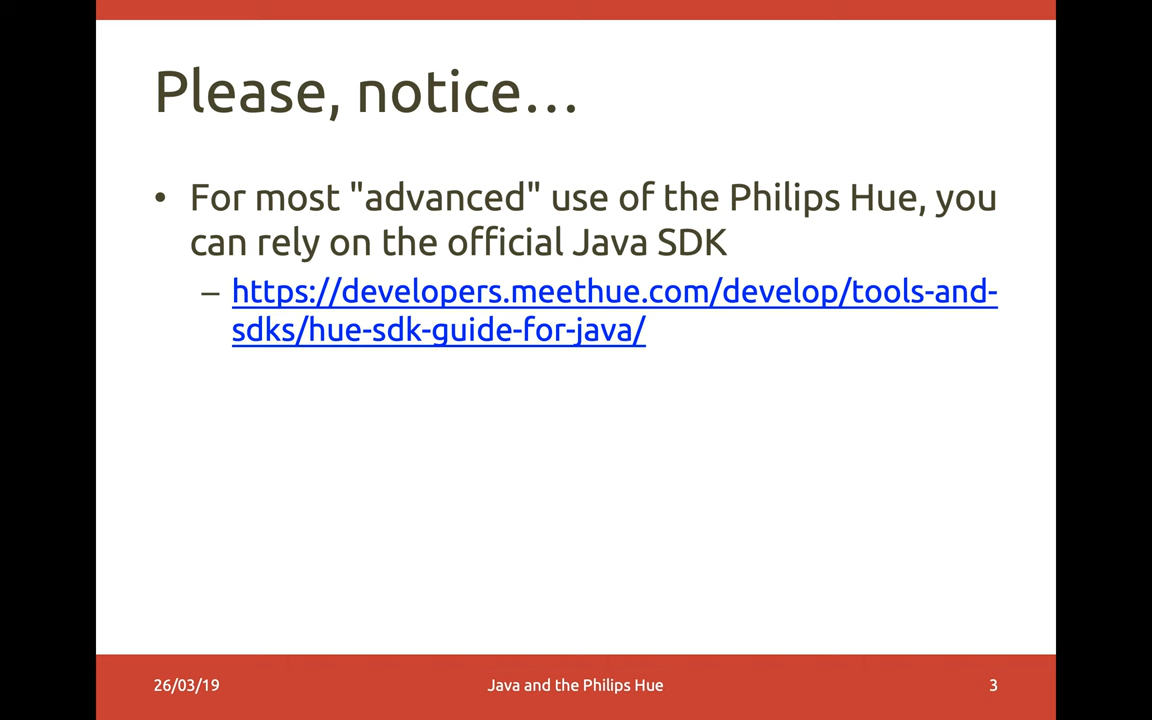 Please, notice…
• For most "advanced" use of the Philips Hue, you
can rely on the official Java SDK
– https://developers.meethue.com/develop/tools-and-
sdks/hue-sdk-guide-for-java/
26/03/19
Java and the Philips Hue
3